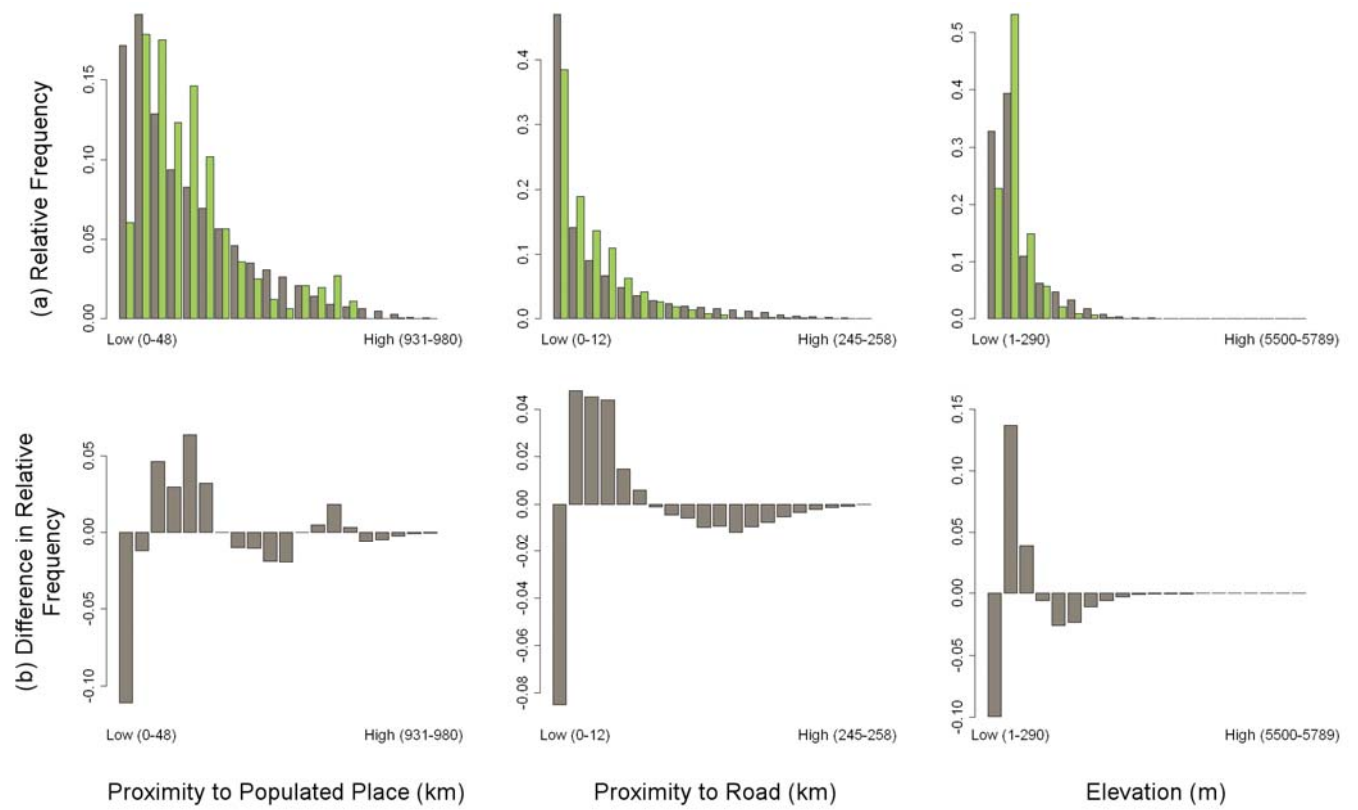 (a) Relative Frequency
0.00
0.05
0.10
0.15
Low (0-48)
High (931-980)
0.0
0.1
0.2
0.3
0.4
Low (0-12)
High (245-258)
0.0
0.1
0.2
0.3
0.4
0.5
Low (1-290)
High (5500-5789)
(b) Difference in Relative
Frequency
-0.10
-0.05
0.00
0.05
Low (0-48)
High (931-980)
-0.08
-0.06
-0.04
-0.02
0.00
0.02
0.04
Low (0-12)
High (245-258)
-0.10
-0.05
0.00
0.05
0.10
0.15
Low (1-290)
High (5500-5789)
Proximity to Populated Place (km)
Proximity to Road (km)
Elevation (m)